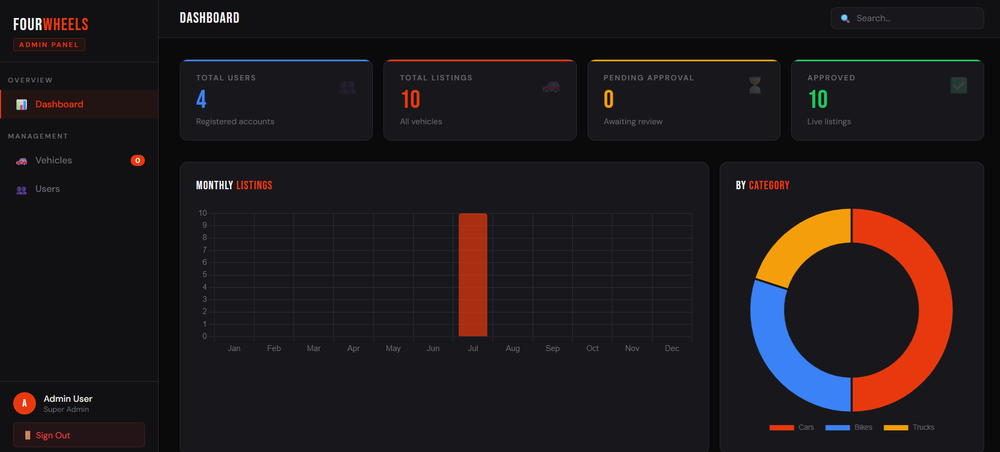 FOURWHEELS
ADMIN PANEL
OVERVIEW
Dashboard
MANAGEMENT
Vehicles 0
Users
A
Admin User
Super Admin
Sign Out
DASHBOARD
Search...
TOTAL USERS
4
Registered accounts
TOTAL LISTINGS
10
All vehicles
PENDING APPROVAL
0
Awaiting review
APPROVED
10
Live listings
MONTHLY LISTINGS
10
9
8
7
6
5
4
3
2
1
0
Jan Feb Mar Apr May Jun Jul Aug Sep Oct Nov Dec
BY CATEGORY
Cars Bikes Trucks